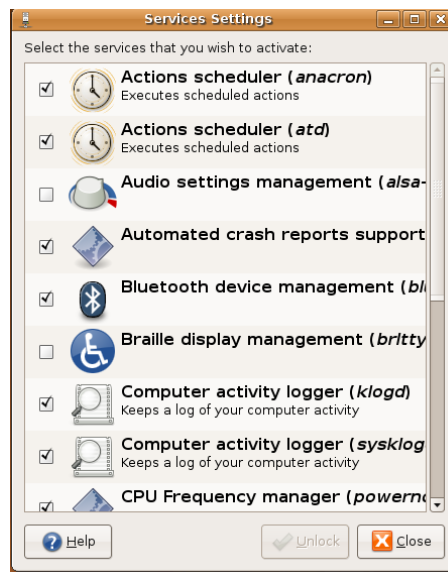 Services Settings
Select the services that you wish to activate:
Actions scheduler (anacron)
Executes scheduled actions
Actions scheduler (atd)
Executes scheduled actions
Audio settings management (alsa-
Automated crash reports support
Bluetooth device management (bl
Braille display management (brltty
Computer activity logger (klogd)
Keeps a log of your computer activity
Computer activity logger (sysklog
Keeps a log of your computer activity
CPU Frequency manager (powern
Help
Unlock
Close